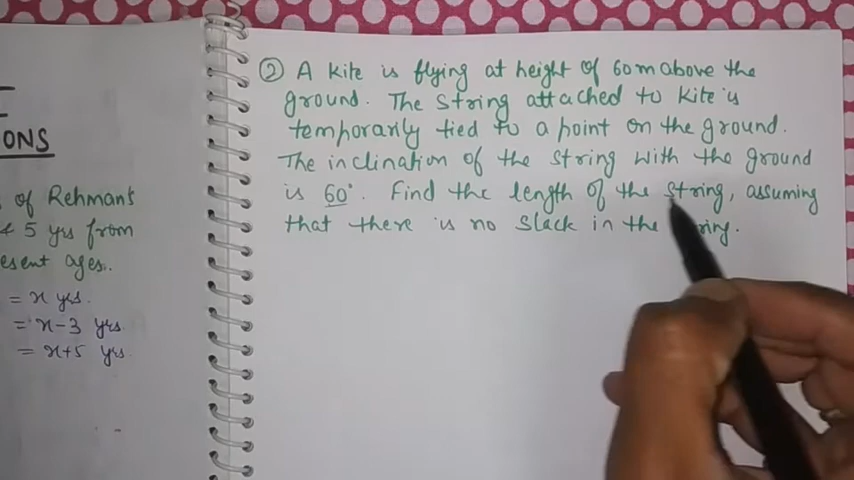 ONS
of Rehman's
5 yrs from
esent ages.
= x yrs.
= x-3 yrs
= x+5 yrs.
② A kite is flying at height of 60m above the
ground. The string attached to kite is
temporarily tied to a point on the ground.
The inclination of the string with the ground
is 60°. Find the length of the string, assuming
that there is no slack in the ring.